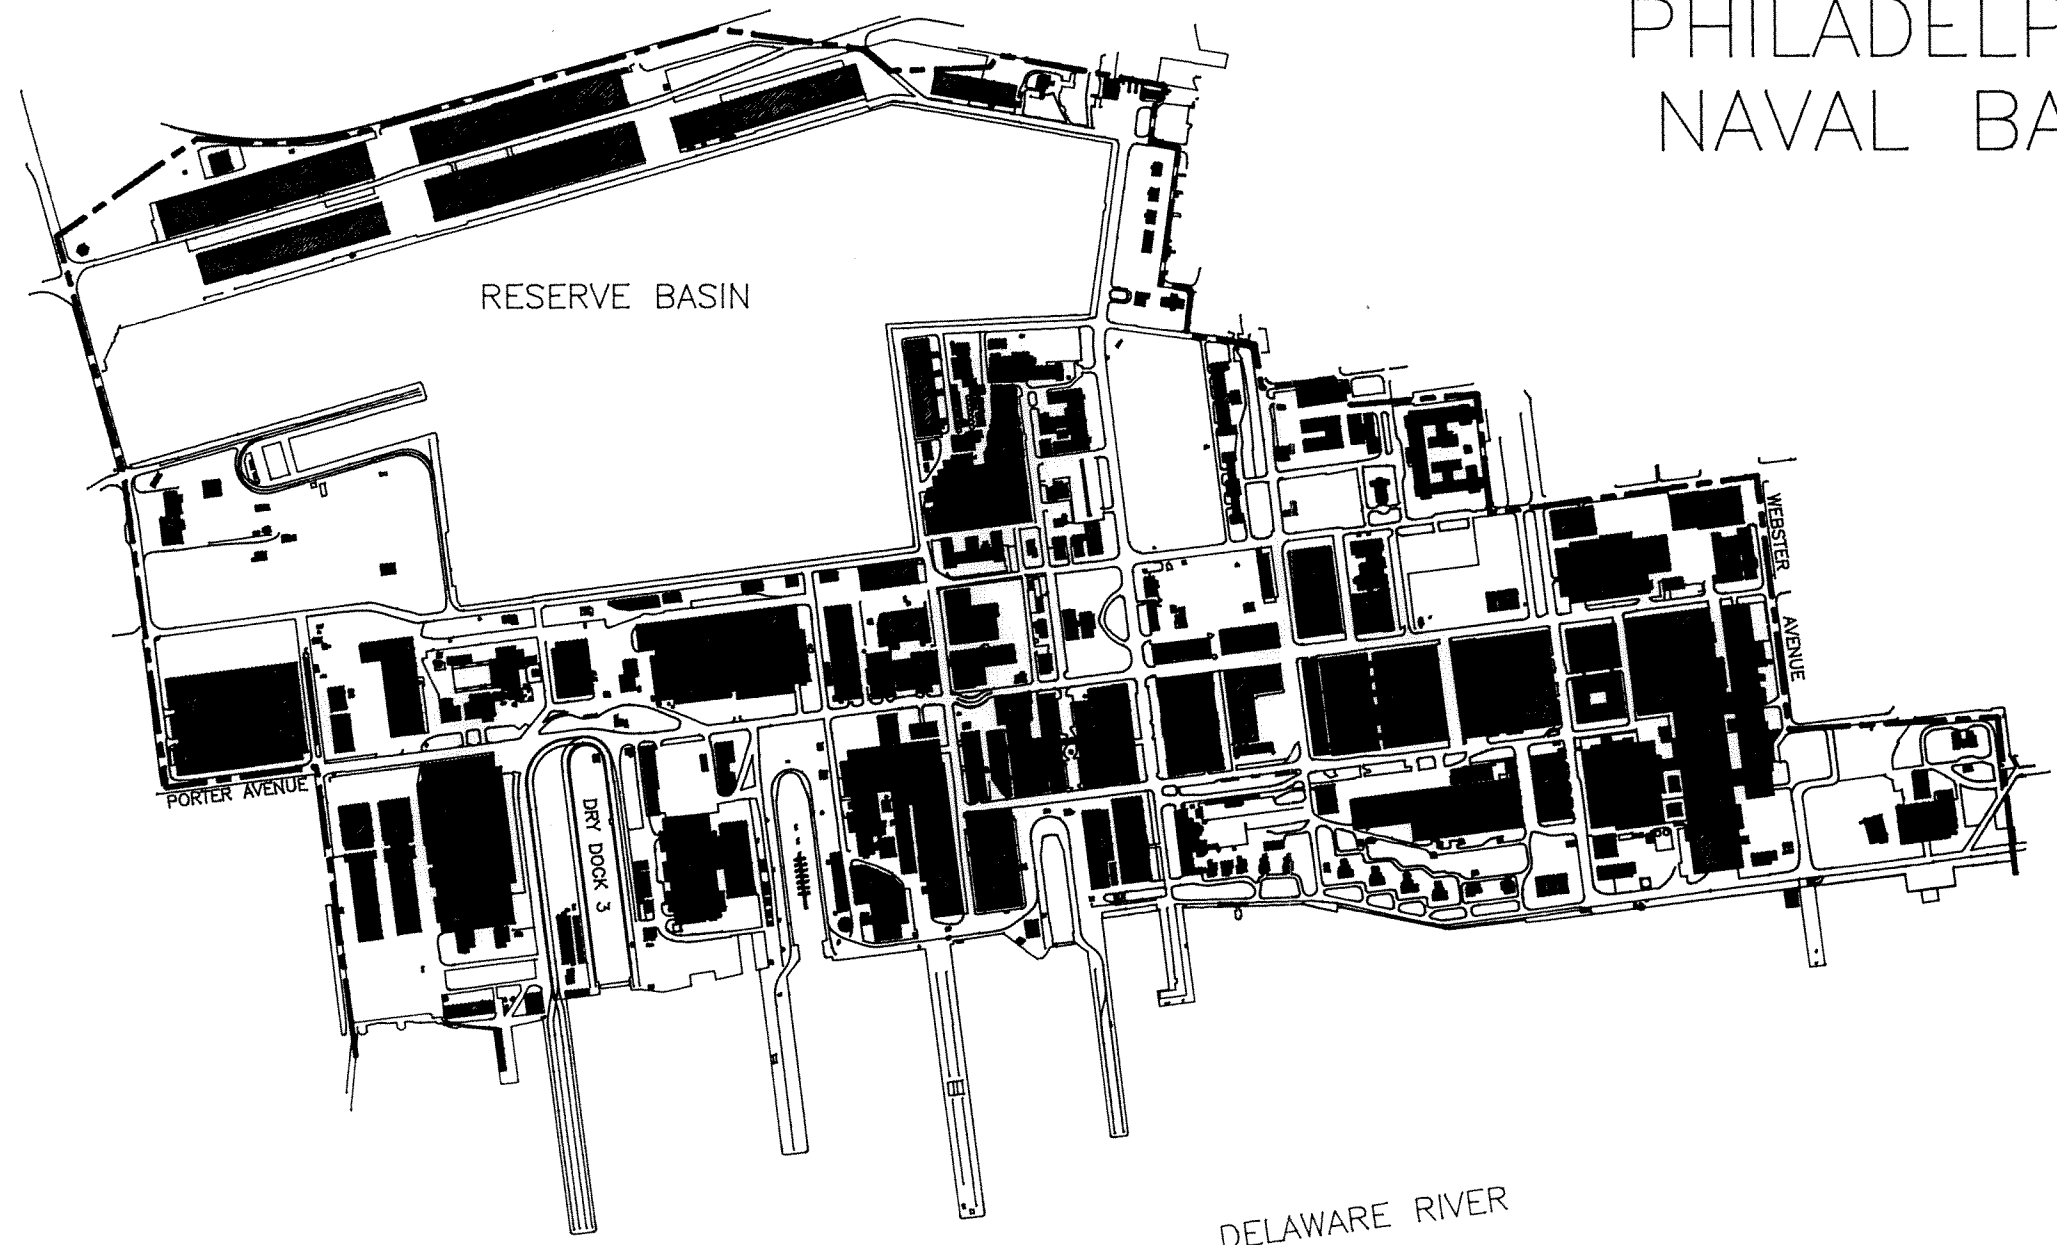 PHILADELP
NAVAL BA
RESERVE BASIN
WEBSTER
AVENUE
PORTER AVENUE
DRY DOCK 3
DELAWARE RIVER